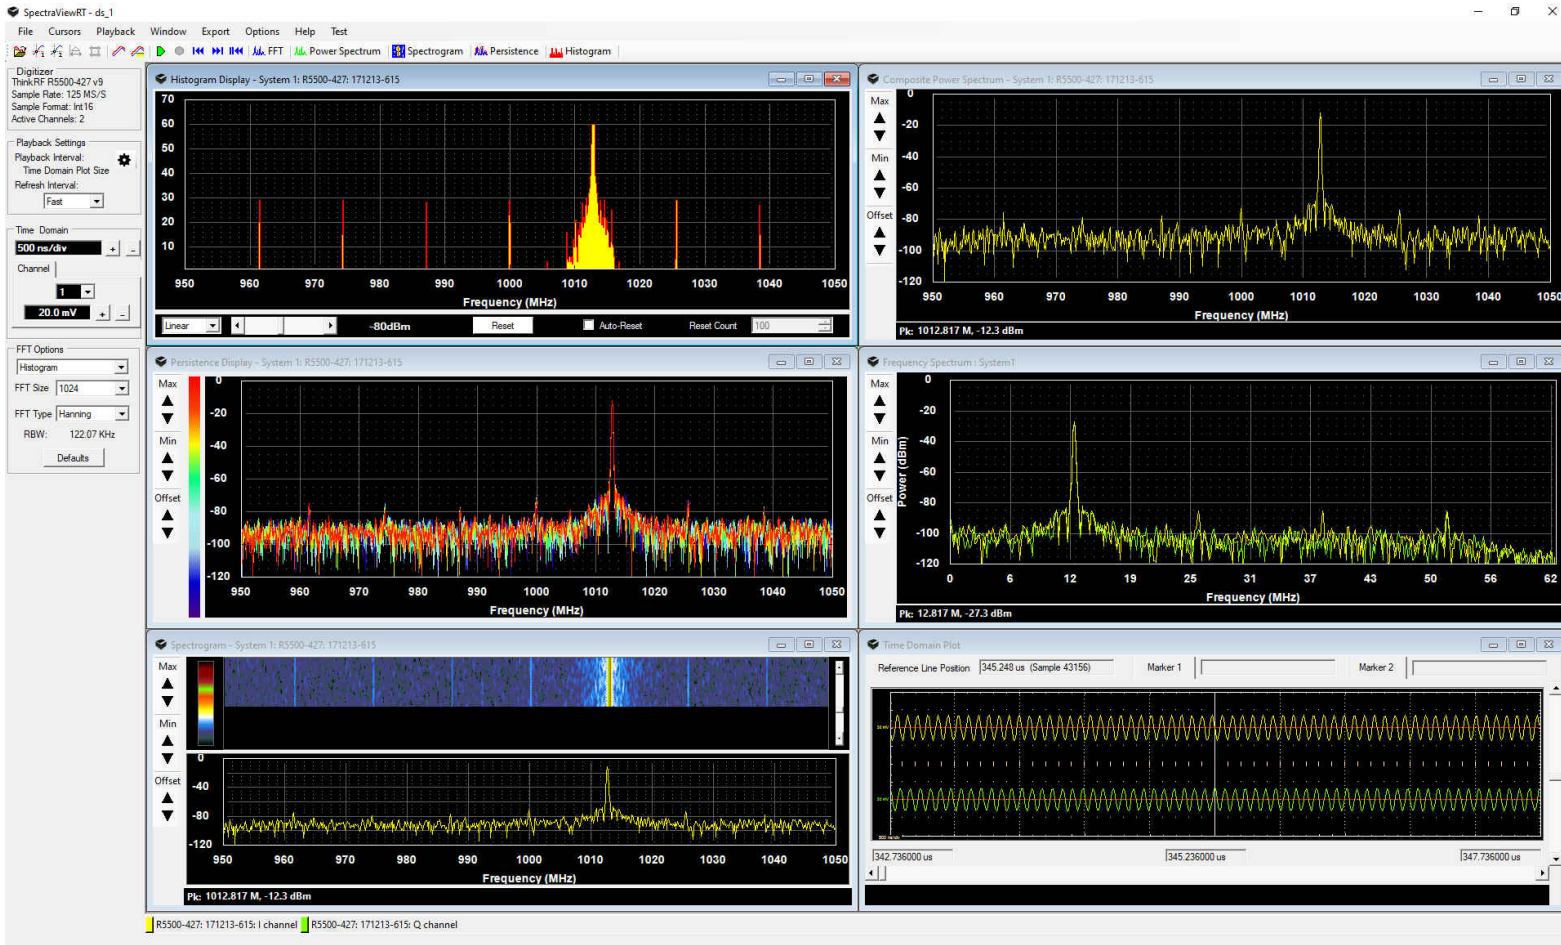 SpectraViewRT - ds_1
File Cursors Playback Window Export Options Help Test
FFT Power Spectrum Spectrogram Persistence Histogram
Digitizer
ThinkRF R5500-427 v9
Sample Rate: 125 MS/S
Sample Format: Int16
Active Channels: 2
Playback Settings
Playback Interval:
Time Domain Plot Size
Refresh Interval:
Fast
Time Domain
500 ns/div + -
Channel
1
20.0 mV + -
FFT Options
Histogram
FFT Size 1024
FFT Type Hanning
RBW: 122.07 KHz
Defaults
Histogram Display - System 1: R5500-427: 171213-615
70
60
50
40
30
20
10
950 960 970 980 990 1000 1010 1020 1030 1040 1050
Frequency (MHz)
Linear -80dBm Reset Auto-Reset Reset Count 100
Composite Power Spectrum - System 1: R5500-427: 171213-615
Max
Min
Offset
0
-20
-40
-60
-80
-100
-120
950 960 970 980 990 1000 1010 1020 1030 1040 1050
Frequency (MHz)
Pk: 1012.817 M, -12.3 dBm
Persistence Display - System 1: R5500-427: 171213-615
Max
Min
Offset
0
-20
-40
-60
-80
-100
-120
950 960 970 980 990 1000 1010 1020 1030 1040 1050
Frequency (MHz)
Frequency Spectrum : System1
Max
Min
Offset
Power (dBm)
0
-20
-40
-60
-80
-100
-120
0 6 12 19 25 31 37 43 50 56 62
Frequency (MHz)
Pk: 12.817 M, -27.3 dBm
Spectrogram - System 1: R5500-427: 171213-615
Max
Min
Offset
0
-40
-80
-120
950 960 970 980 990 1000 1010 1020 1030 1040 1050
Frequency (MHz)
Pk: 1012.817 M, -12.3 dBm
Time Domain Plot
Reference Line Position 345.248 us (Sample 43156) Marker 1 Marker 2
342.736000 us 345.236000 us 347.736000 us
R5500-427: 171213-615: I channel R5500-427: 171213-615: Q channel